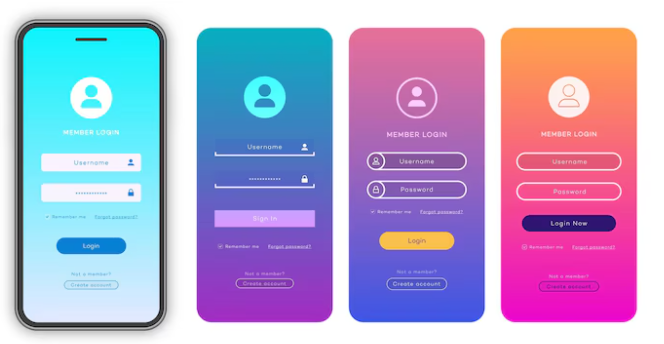 MEMBER LOGIN
Username
............
Remember me Forgot password?
Login
Not a member?
Create account
Username
............
Sign In
Remember me Forgot password?
Not a member?
Create account
MEMBER LOGIN
Username
Password
Remember me Forgot password?
Login
Not a member?
Create account
MEMBER LOGIN
Username
Password
Login Now
Remember me Forgot password?
Not a member?
Create account